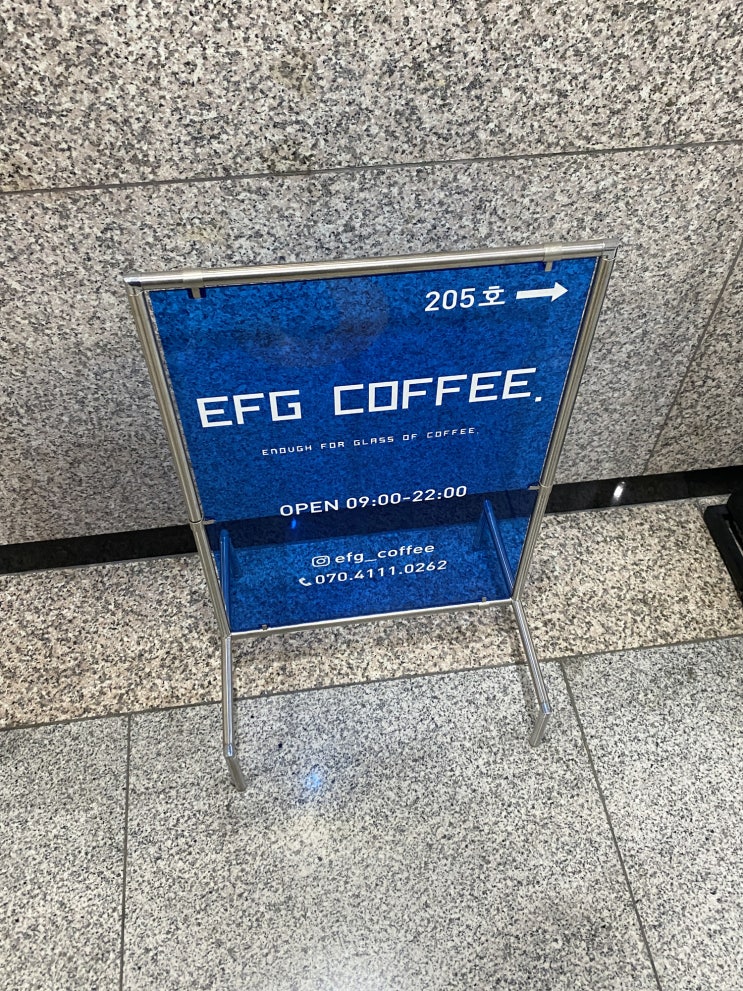 205호 →
EFG COFFEE.
ENOUGH FOR GLASS OF COFFEE.
OPEN 09:00-22:00
efg_coffee
070.4111.0262